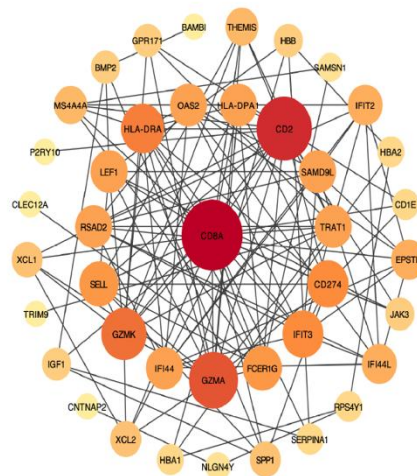 BAMBI
GPR171
THEMIS
HBB
BMP2
SAMSN1
MS4A4A
OAS2
HLA-DPA1
IFIT2
HLA-DRA
CD2
P2RY10
HBA2
LEF1
SAMD9L
CLEC12A
CD1E
RSAD2
TRAT1
CD8A
XCL1
EPSTI
SELL
CD274
JAK3
TRIM9
GZMK
IFIT3
IGF1
IFI44
GZMA
FCER1G
IFI44L
CNTNAP2
RPS4Y1
XCL2
SERPINA1
HBA1
NLGN4Y
SPP1